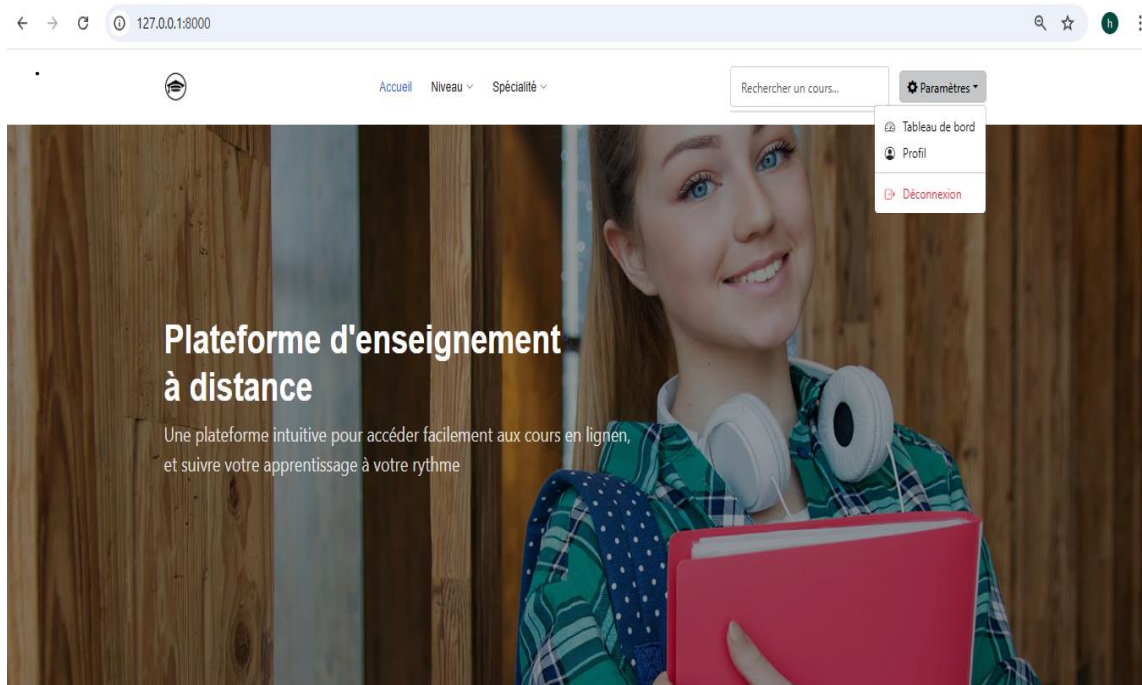 127.0.0.1:8000
h
Accueil Niveau Spécialité Rechercher un cours... Paramètres
Tableau de bord
Profil
Déconnexion
Plateforme d'enseignement
à distance
Une plateforme intuitive pour accéder facilement aux cours en lignen,
et suivre votre apprentissage à votre rythme